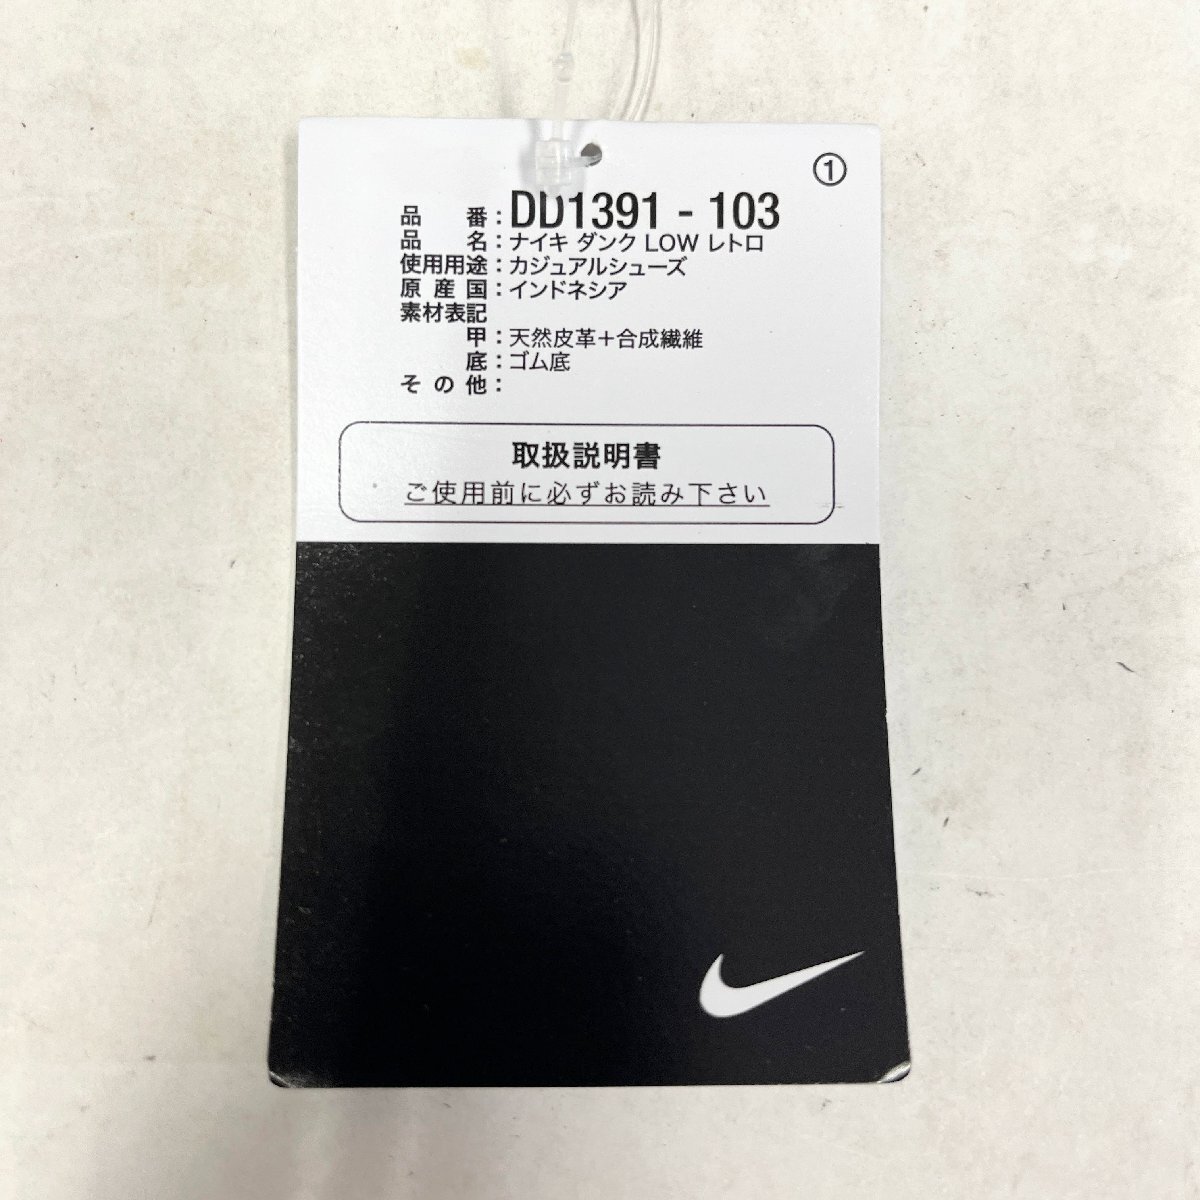 ①
品番：DD1391 - 103
品名：ナイキ ダンク LOW レトロ
使用用途：カジュアルシューズ
原産国：インドネシア
素材表記
甲：天然皮革＋合成繊維
底：ゴム底
その他：
取扱説明書
ご使用前に必ずお読み下さい